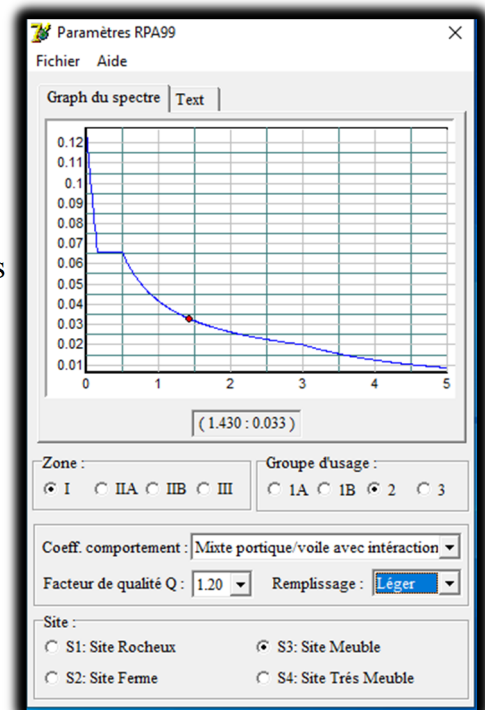 Paramètres RPA99
Fichier Aide
Graph du spectre Text
0.12
0.11
0.1
0.09
0.08
0.07
0.06
0.05
0.04
0.03
0.02
0.01
0 1 2 3 4 5
( 1.430 : 0.033 )
Zone :
I IIA IIB III
Groupe d'usage :
1A 1B 2 3
Coeff. comportement : Mixte portique/voile avec intéraction
Facteur de qualité Q : 1.20 Remplissage : Léger
Site :
S1: Site Rocheux S3: Site Meuble
S2: Site Ferme S4: Site Trés Meuble
s